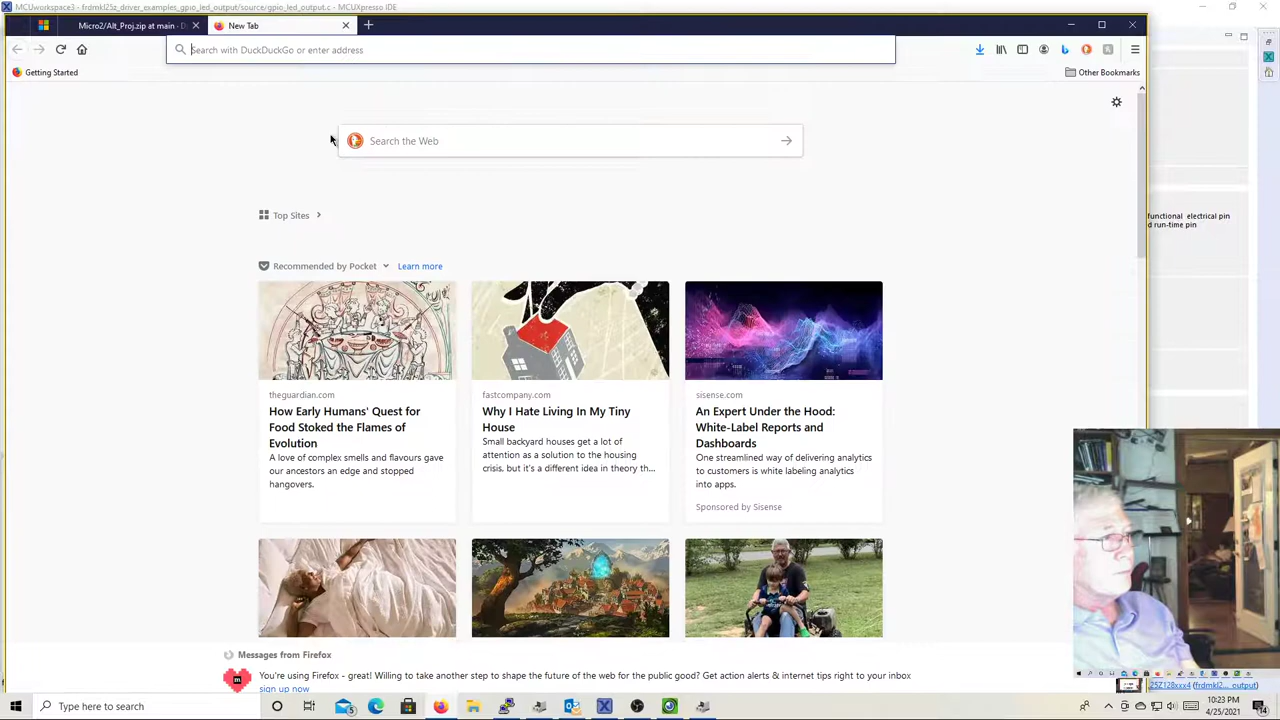 MCUworkspace3 - frdmkl25z_driver_examples_gpio_led_output/source/gpio_led_output.c - MCUXpresso IDE
Micro2/Alt_Proj.zip at main - D
New Tab
Search with DuckDuckGo or enter address
Getting Started
Other Bookmarks
Search the Web
Top Sites
functional electrical pin
d run-time pin
Recommended by Pocket
Learn more
theguardian.com
How Early Humans' Quest for
Food Stoked the Flames of
Evolution
A love of complex smells and flavours gave
our ancestors an edge and stopped
hangovers.
fastcompany.com
Why I Hate Living In My Tiny
House
Small backyard houses get a lot of
attention as a solution to the housing
crisis, but it's a different idea in theory th...
sisense.com
An Expert Under the Hood:
White-Label Reports and
Dashboards
One streamlined way of delivering analytics
to customers is white labeling analytics
into apps.
Sponsored by Sisense
Messages from Firefox
You're using Firefox - great! Willing to take another step to shape the future of the web for the public good? Get action alerts & internet tips right to your inbox
sign up now
25Z128xxx4 (frdmkl2..._output)
Type here to search
10:23 PM
4/25/2021